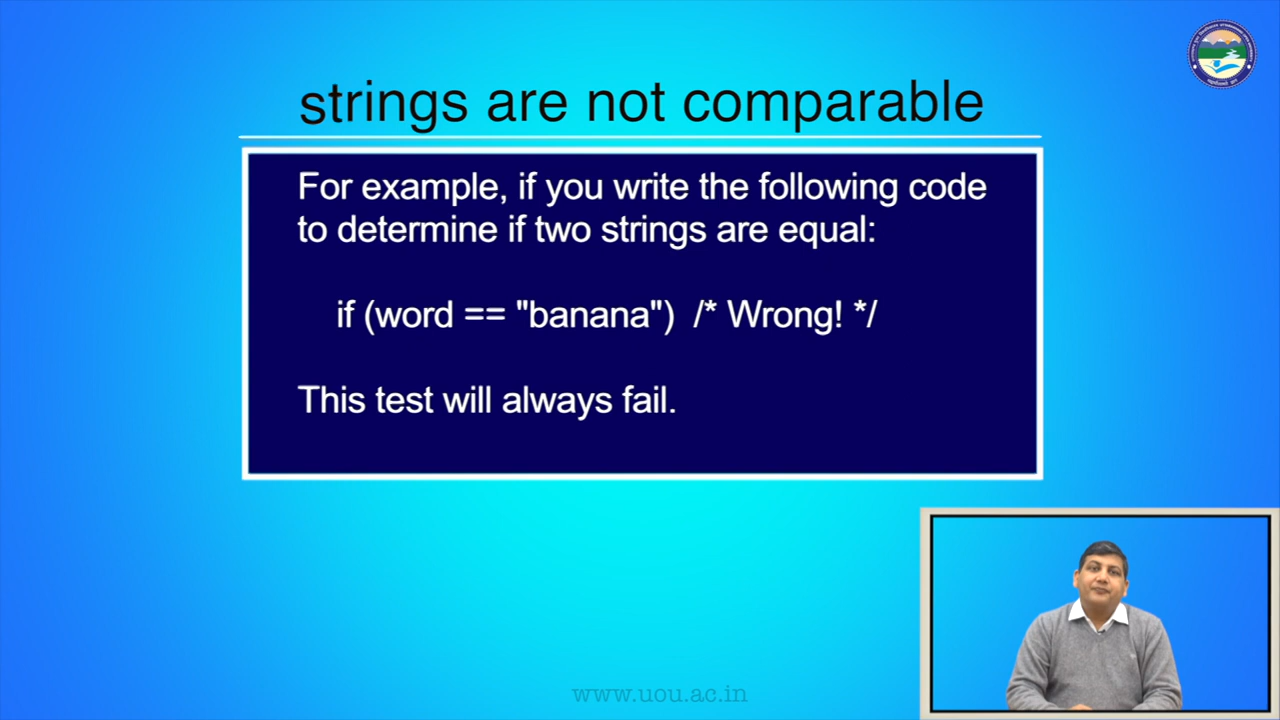 strings are not comparable
For example, if you write the following code
to determine if two strings are equal:
if (word == "banana") /* Wrong! */
This test will always fail.
www.uou.ac.in